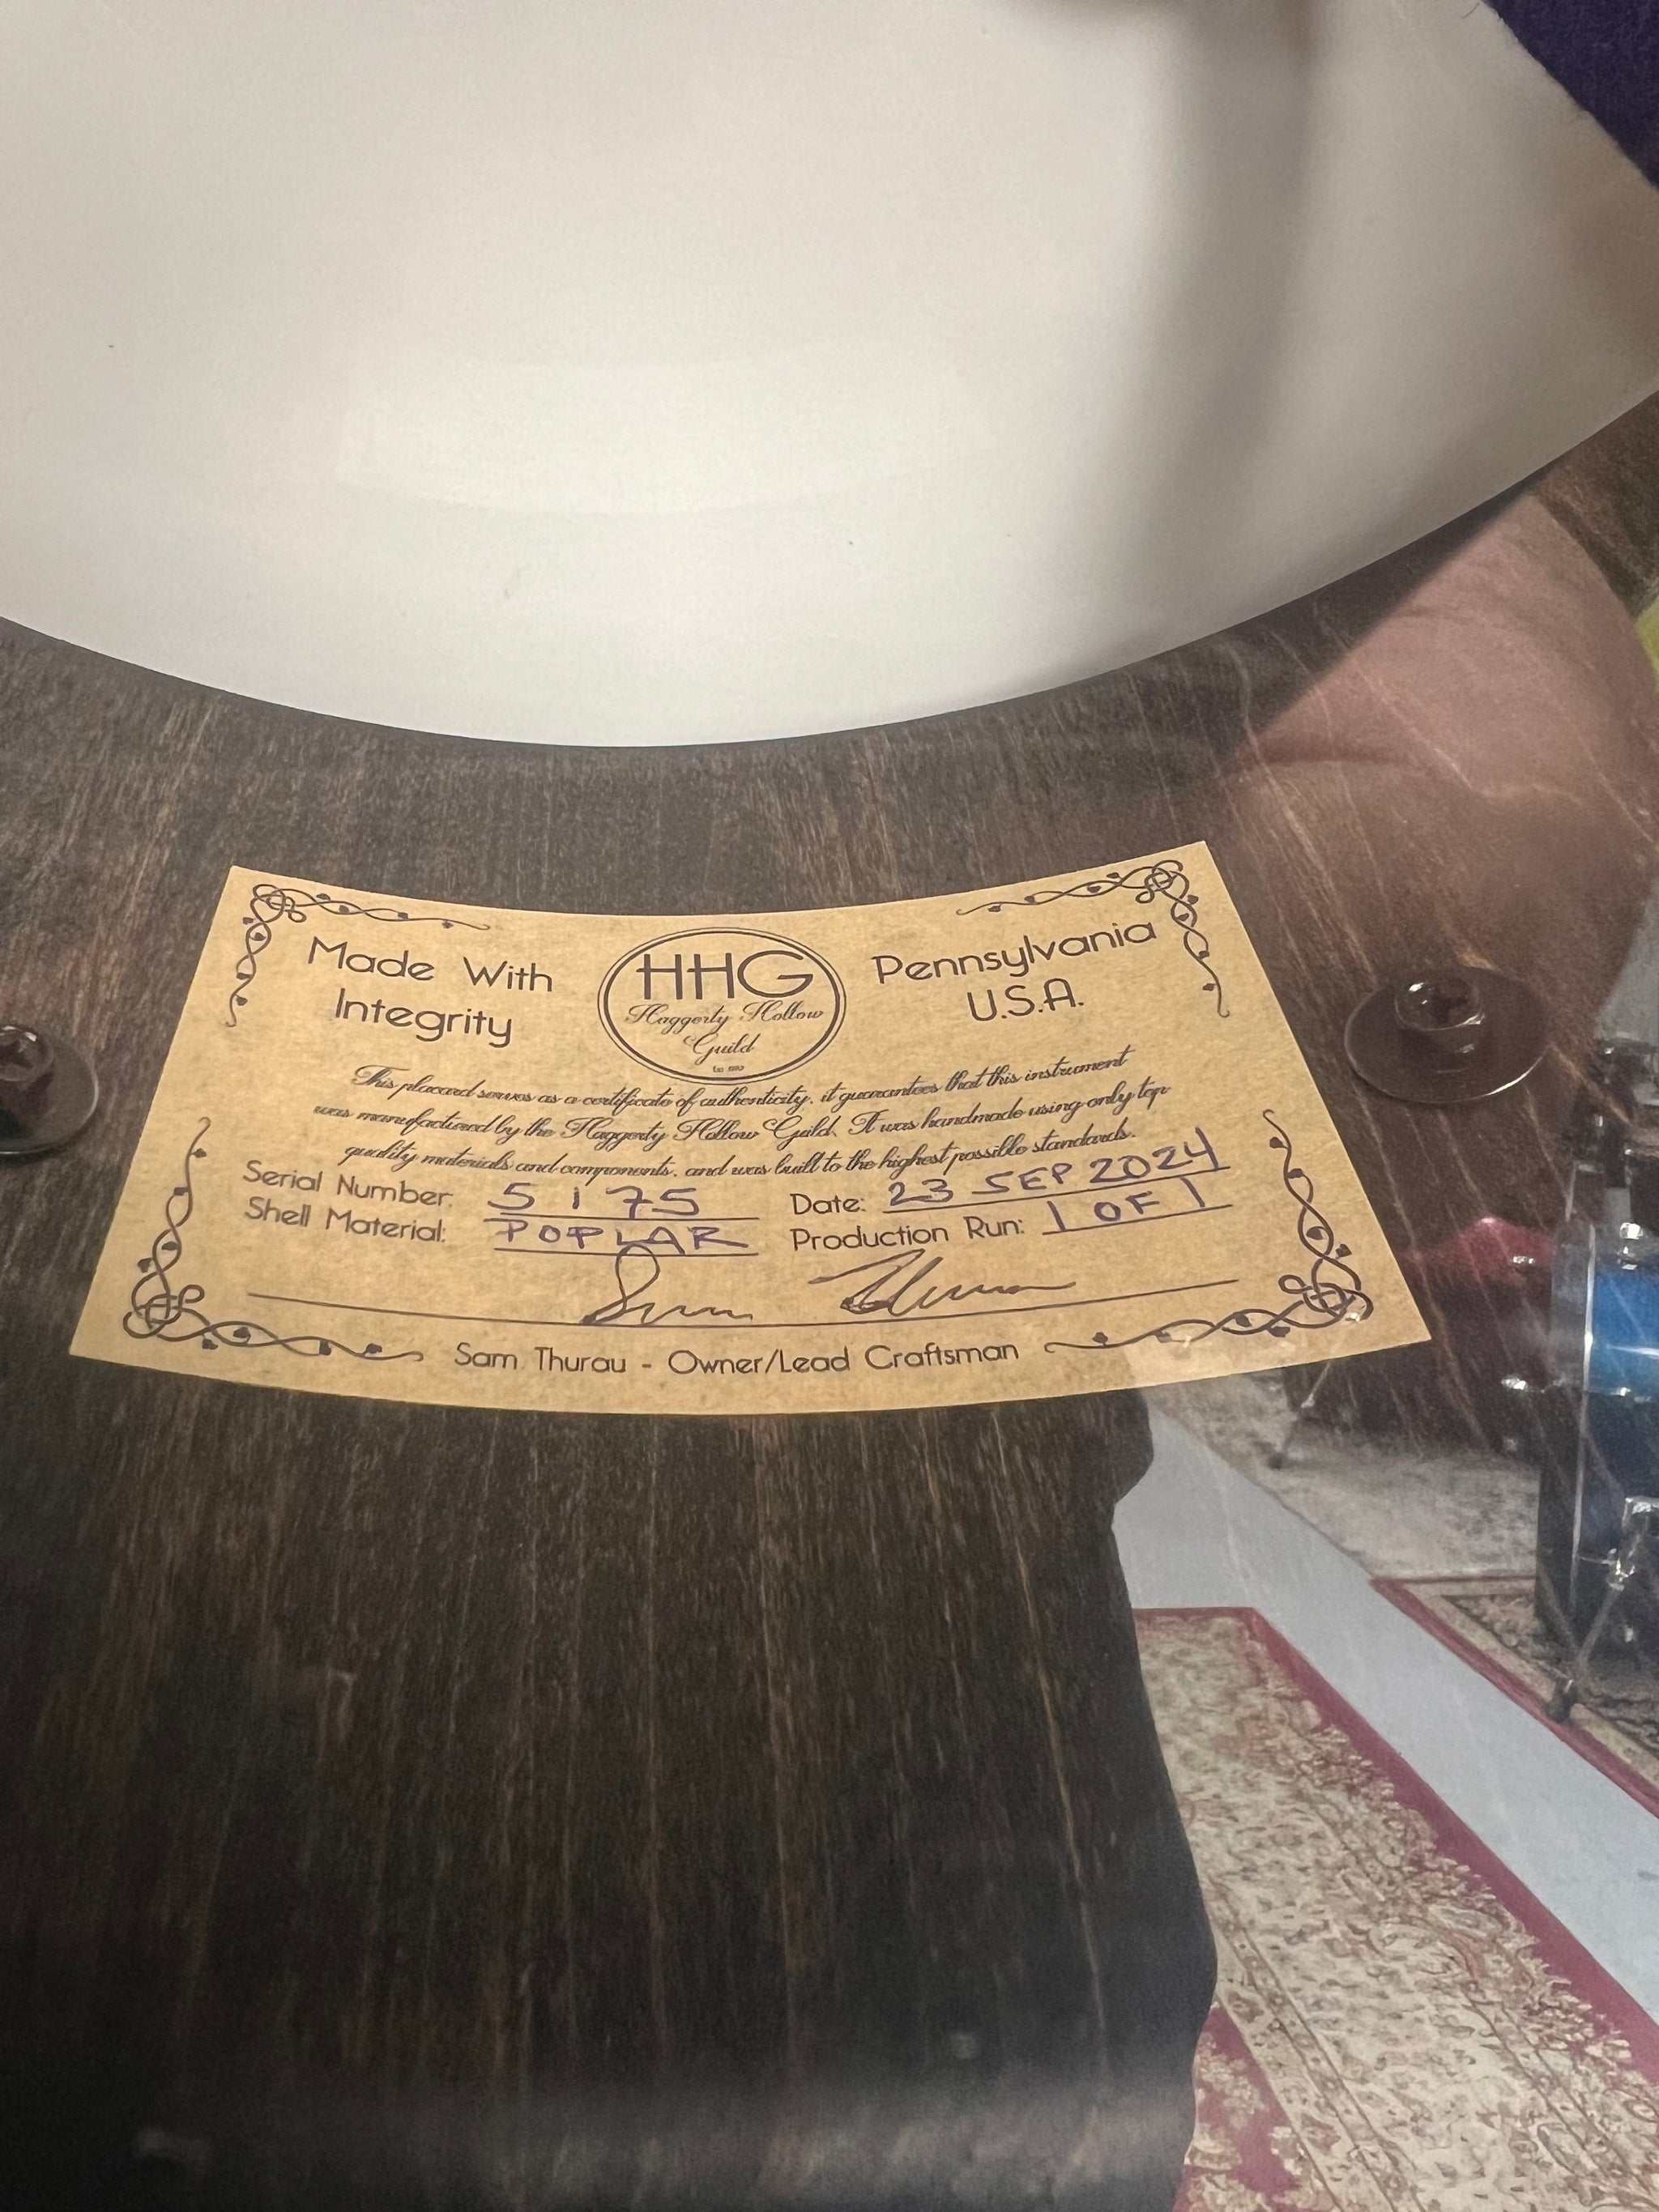 Made With
Integrity
HHG
Haggerty Hollow
Guild
Pennsylvania
U.S.A.
This placard serves as a certificate of authenticity, it guarantees that this instrument
was manufactured by the Haggerty Hollow Guild. It was handmade using only top
quality materials and components, and was built to the highest possible standards.
Serial Number: 5175 Date: 23 SEP 2024
Shell Material: POPLAR Production Run: 1 OF 1
Sam Thurau
Sam Thurau - Owner/Lead Craftsman